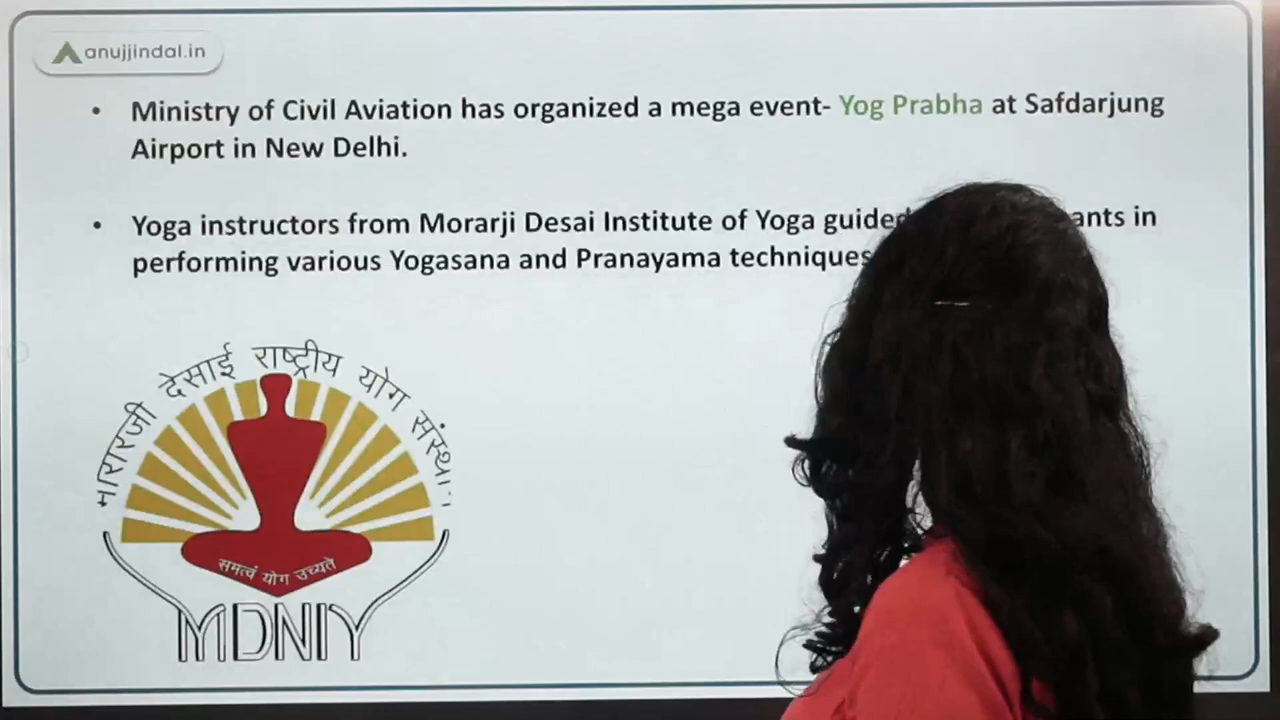 anujjindal.in
Ministry of Civil Aviation has organized a mega event- Yog Prabha at Safdarjung
Airport in New Delhi.
Yoga instructors from Morarji Desai Institute of Yoga guided ants in
performing various Yogasana and Pranayama techniques
मोरारजी देसाई राष्ट्रीय योग संस्थान
समत्वं योग उच्यते
MDNIY